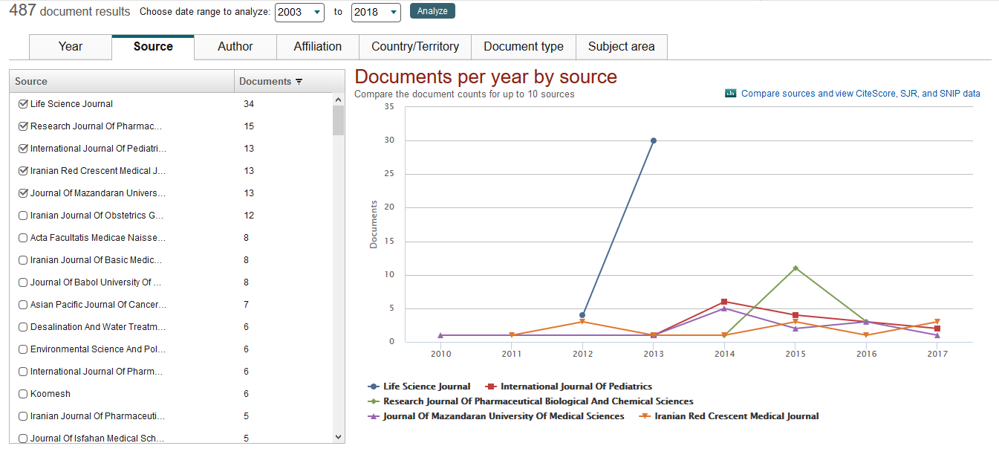 487 document results Choose date range to analyze: 2003 to 2018 Analyze
Year Source Author Affiliation Country/Territory Document type Subject area
Source Documents
Life Science Journal 34
Research Journal Of Pharmac... 15
International Journal Of Pediatri... 13
Iranian Red Crescent Medical J... 13
Journal Of Mazandaran Univers... 13
Iranian Journal Of Obstetrics G... 12
Acta Facultatis Medicae Naisse... 8
Iranian Journal Of Basic Medic... 8
Journal Of Babol University Of ... 8
Asian Pacific Journal Of Cancer... 7
Desalination And Water Treatm... 6
Environmental Science And Pol... 6
International Journal Of Pharm... 6
Koomesh 6
Iranian Journal Of Pharmaceuti... 5
Journal Of Isfahan Medical Sch... 5
Documents per year by source
Compare the document counts for up to 10 sources
Compare sources and view CiteScore, SJR, and SNIP data
35
30
25
20
15
10
5
0
Documents
2010 2011 2012 2013 2014 2015 2016 2017
Life Science Journal International Journal Of Pediatrics
Research Journal Of Pharmaceutical Biological And Chemical Sciences
Journal Of Mazandaran University Of Medical Sciences Iranian Red Crescent Medical Journal